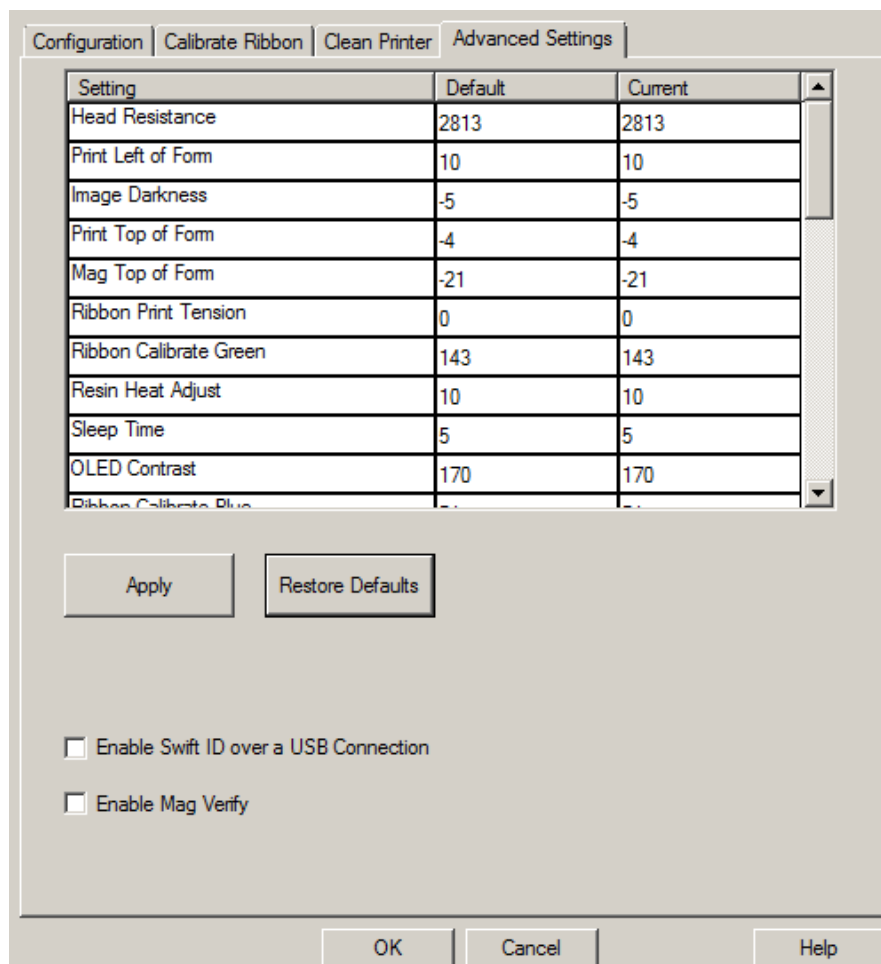 Configuration Calibrate Ribbon Clean Printer Advanced Settings
Setting Default Current
Head Resistance 2813 2813
Print Left of Form 10 10
Image Darkness -5 -5
Print Top of Form -4 -4
Mag Top of Form -21 -21
Ribbon Print Tension 0 0
Ribbon Calibrate Green 143 143
Resin Heat Adjust 10 10
Sleep Time 5 5
OLED Contrast 170 170
Ribbon Calibrate Blue
Apply Restore Defaults
Enable Swift ID over a USB Connection
Enable Mag Verify
OK Cancel Help